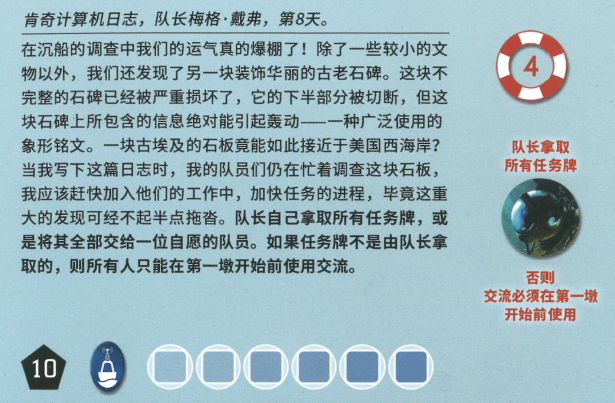 肯奇计算机日志，队长梅格·戴弗，第8天。
在沉船的调查中我们的运气真的爆棚了！除了一些较小的文
物以外，我们还发现了另一块装饰华丽的古老石碑。这块不
完整的石碑已经被严重损坏了，它的下半部分被切断，但这
块石碑上所包含的信息绝对能引起轰动——一种广泛使用的
象形铭文。一块古埃及的石板竟能如此接近于美国西海岸？
当我写下这篇日志时，我的队员们仍在忙着调查这块石板，
我应该赶快加入他们的工作中，加快任务的进程，毕竟这重
大的发现可经不起半点拖沓。队长自己拿取所有任务牌，或
是将其全部交给一位自愿的队员。如果任务牌不是由队长拿
取的，则所有人只能在第一墩开始前使用交流。
4
队长拿取
所有任务牌
否则
交流必须在第一墩
开始前使用
10